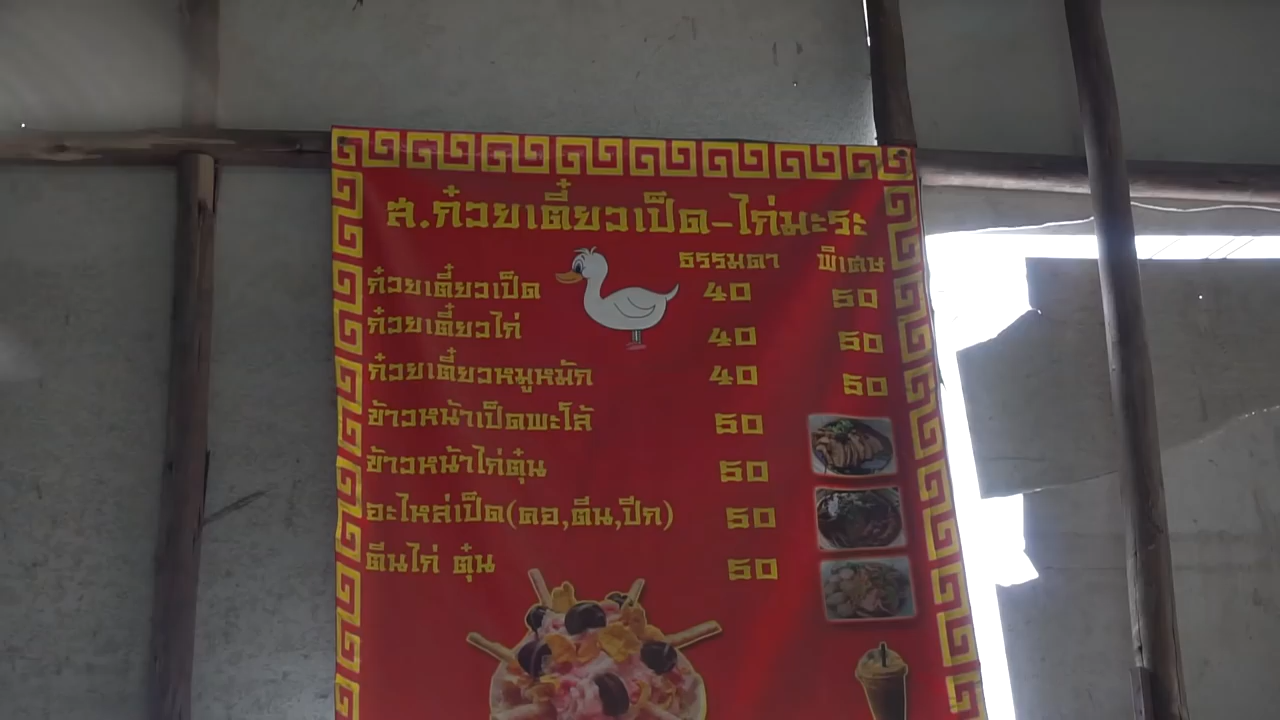 ส.ก๋วยเตี๋ยวเป็ด-ไก่มะระ
ธรรมดา พิเศษ
ก๋วยเตี๋ยวเป็ด 40 50
ก๋วยเตี๋ยวไก่ 40 50
ก๋วยเตี๋ยวหมูหมัก 40 50
ข้าวหน้าเป็ดพะโล้ 50
ข้าวหน้าไก่ตุ๋น 50
อะไหล่เป็ด(คอ,ตีน,ปีก) 50
ตีนไก่ ตุ๋น 50